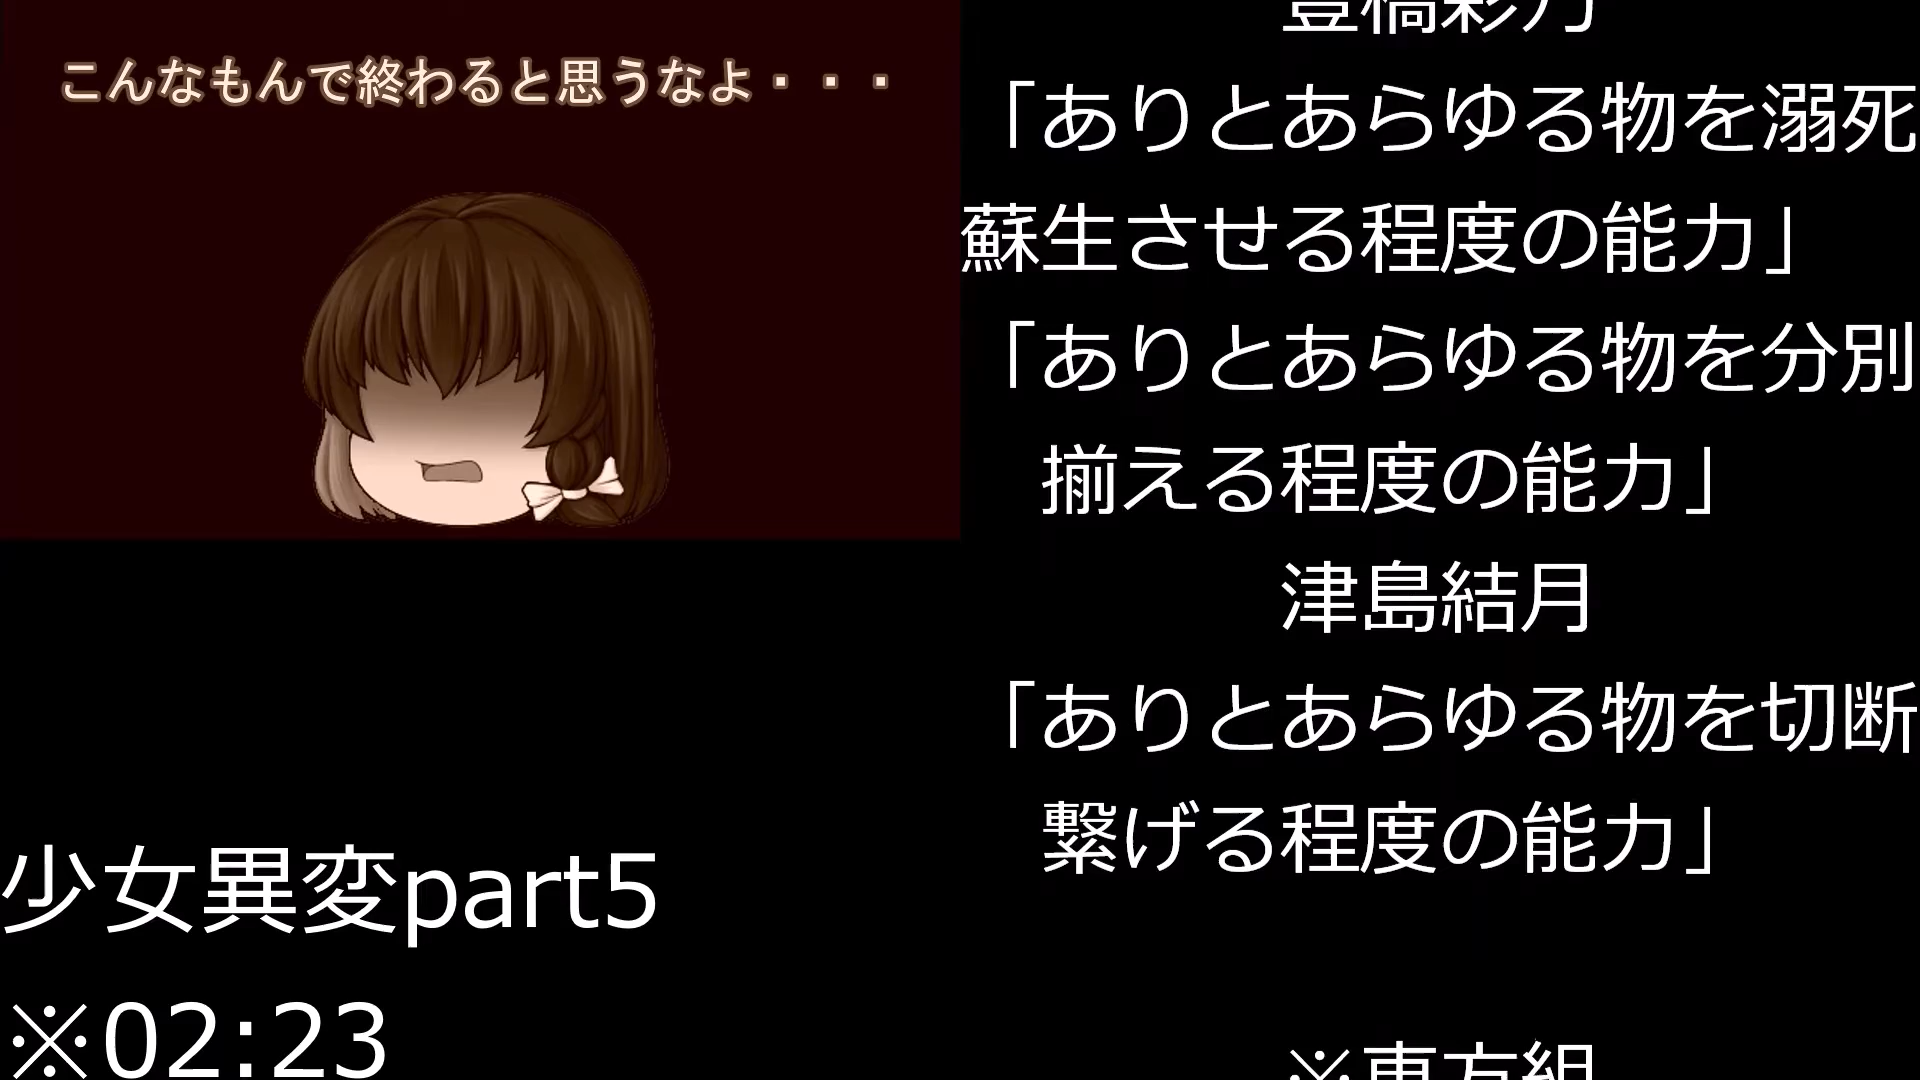 こんなもんで終わると思うなよ・・・
「ありとあらゆる物を溺死
蘇生させる程度の能力」
「ありとあらゆる物を分別
揃える程度の能力」
津島結月
「ありとあらゆる物を切断
繋げる程度の能力」
少女異変part5
※02:23
※東方組